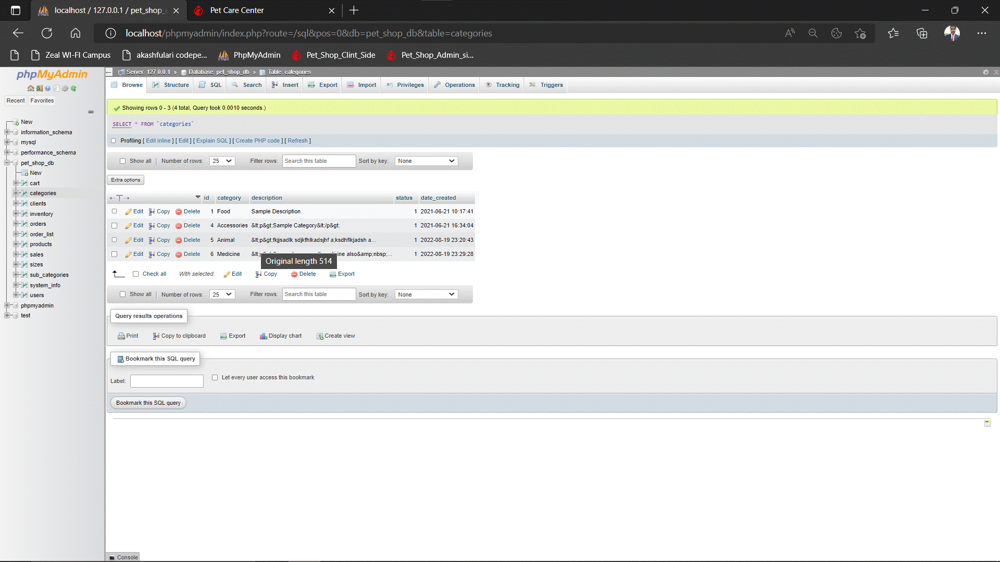 localhost / 127.0.0.1 / pet_shop_
Pet Care Center
localhost/phpmyadmin/index.php?route=/sql&pos=0&db=pet_shop_db&table=categories
Zeal WI-FI Campus
akashfulari codepe...
PhpMyAdmin
Pet_Shop_Clint_Side
Pet_Shop_Admin_si...
phpMyAdmin
Recent Favorites
New
information_schema
mysql
performance_schema
pet_shop_db
New
cart
categories
clients
inventory
orders
order_list
products
sales
sizes
sub_categories
system_info
users
phpmyadmin
test
Server: 127.0.0.1 » Database: pet_shop_db » Table: categories
Browse Structure SQL Search Insert Export Import Privileges Operations Tracking Triggers
Showing rows 0 - 3 (4 total, Query took 0.0010 seconds.)
SELECT * FROM `categories`
Profiling [ Edit inline ] [ Edit ] [ Explain SQL ] [ Create PHP code ] [ Refresh ]
Show all Number of rows: 25 Filter rows: Search this table Sort by key: None
Extra options
←T→ id category description status date_created
Edit Copy Delete 1 Food Sample Description 1 2021-06-21 10:17:41
Edit Copy Delete 4 Accessories &lt;p&gt;Sample Category&lt;/p&gt; 1 2021-06-21 16:34:04
Edit Copy Delete 5 Animal &lt;p&gt;fkjjsadlk sdjkfhlkadsjhf a;ksdhflkjadsh a... 1 2022-08-19 23:20:43
Edit Copy Delete 6 Medicine also&amp;nbsp;... 1 2022-08-19 23:29:28
Original length 514
Check all With selected: Edit Copy Delete Export
Show all Number of rows: 25 Filter rows: Search this table Sort by key: None
Query results operations
Print Copy to clipboard Export Display chart Create view
Bookmark this SQL query
Label: Let every user access this bookmark
Bookmark this SQL query
Console